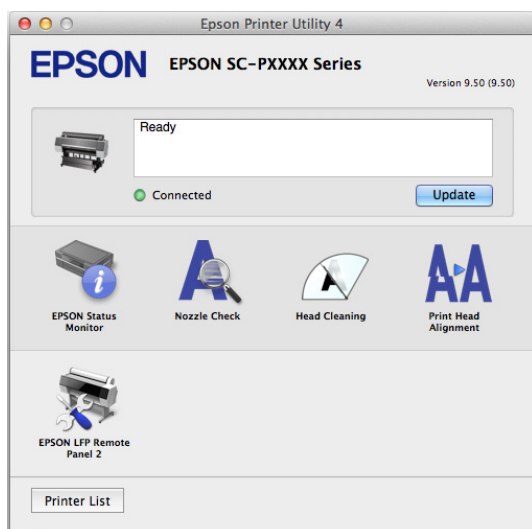 Epson Printer Utility 4
EPSON
EPSON SC-PXXXX Series
Version 9.50 (9.50)
Ready
Connected
Update
EPSON Status
Monitor
Nozzle Check
Head Cleaning
Print Head
Alignment
EPSON LFP Remote
Panel 2
Printer List